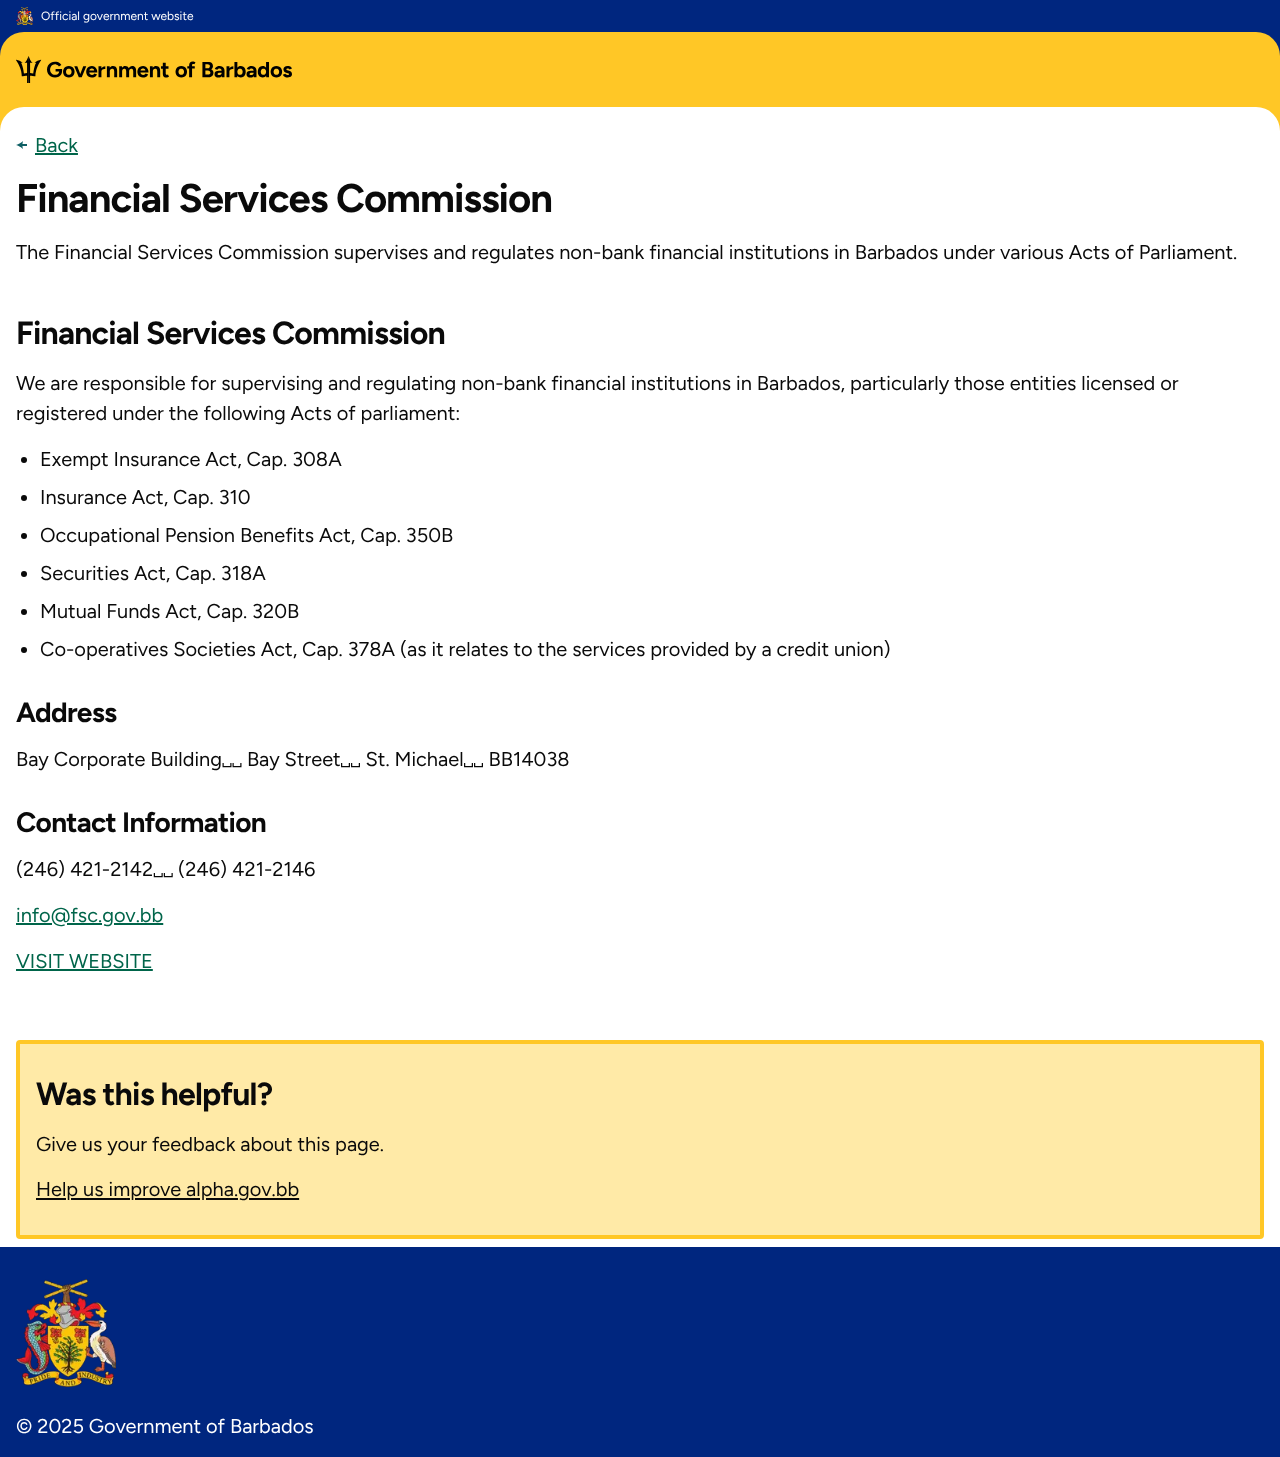 Official government website
Government of Barbados
Back
Financial Services Commission
The Financial Services Commission supervises and regulates non-bank financial institutions in Barbados under various Acts of Parliament.
Financial Services Commission
We are responsible for supervising and regulating non-bank financial institutions in Barbados, particularly those entities licensed or
registered under the following Acts of parliament:
• Exempt Insurance Act, Cap. 308A
• Insurance Act, Cap. 310
• Occupational Pension Benefits Act, Cap. 350B
• Securities Act, Cap. 318A
• Mutual Funds Act, Cap. 320B
• Co-operatives Societies Act, Cap. 378A (as it relates to the services provided by a credit union)
Address
Bay Corporate Building␣␣ Bay Street␣␣ St. Michael␣␣ BB14038
Contact Information
(246) 421-2142␣␣ (246) 421-2146
info@fsc.gov.bb
VISIT WEBSITE
Was this helpful?
Give us your feedback about this page.
Help us improve alpha.gov.bb
PRIDE AND INDUSTRY
© 2025 Government of Barbados